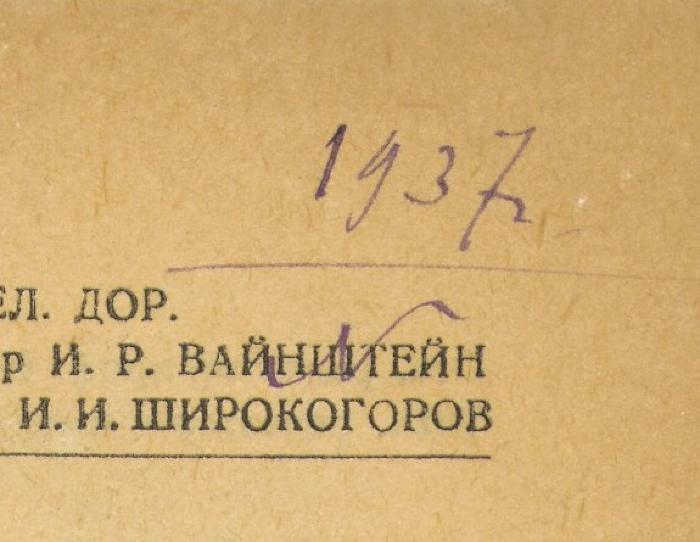 1937г.
ЕЛ. ДОР.
р И. Р. ВАЙНШТЕЙН
И. И. ШИРОКОГОРОВ